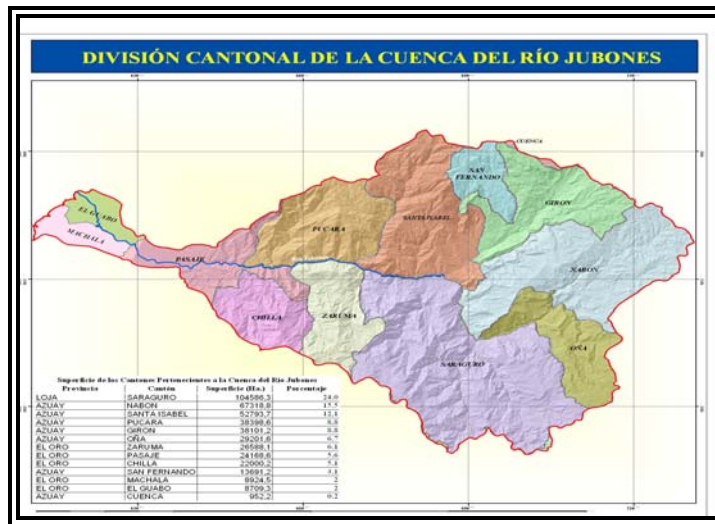 DIVISIÓN CANTONAL DE LA CUENCA DEL RÍO JUBONES
CUENCA
SAN
FERNANDO
EL GUABO
GIRON
SANTA ISABEL
PUCARA
MACHALA
PASAJE
NABON
CHILLA
ZARUMA
OÑA
SARAGURO
Superficie de los Cantones Pertenecientes a la Cuenca del Río Jubones
Provincia Cantón Superficie (Ha.) Porcentaje
LOJA SARAGURO 104586,3 24.0
AZUAY NABON 67318,8 15.5
AZUAY SANTA ISABEL 52793,7 12.1
AZUAY PUCARA 38398,6 8.8
AZUAY GIRON 38101,2 8.8
AZUAY OÑA 29201,6 6.7
EL ORO ZARUMA 26588,1 6.1
EL ORO PASAJE 24168,6 5.6
EL ORO CHILLA 22000,2 5.1
AZUAY SAN FERNANDO 13691,2 3.1
EL ORO MACHALA 8924,5 2
EL ORO EL GUABO 8709,3 2
AZUAY CUENCA 952,2 0.2